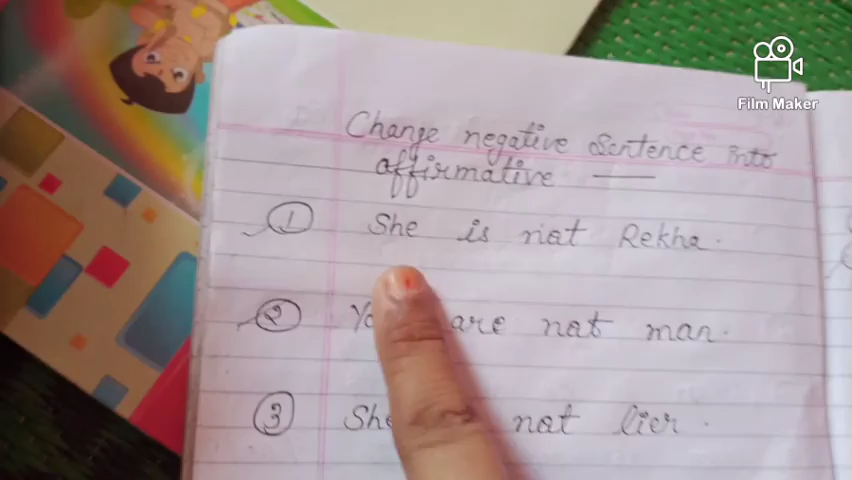 Change negative Sentence into
affirmative —
① She is not Rekha.
② are not man.
③ She not lier.
Film Maker